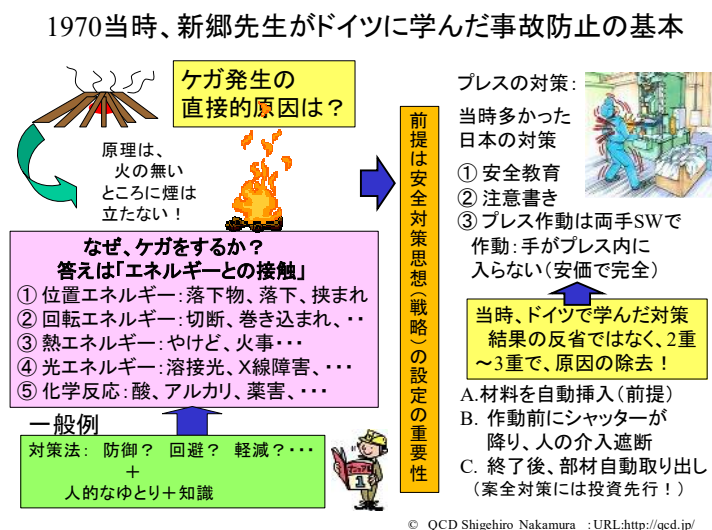 1970当時、新郷先生がドイツに学んだ事故防止の基本
ケガ発生の
直接的原因は？
原理は、
火の無い
ところに煙は
立たない！
なぜ、ケガをするか？
答えは「エネルギーとの接触」
① 位置エネルギー：落下物、落下、挟まれ
② 回転エネルギー：切断、巻き込まれ、・・
③ 熱エネルギー：やけど、火事・・・
④ 光エネルギー：溶接光、X線障害、・・・
⑤ 化学反応：酸、アルカリ、薬害、・・・
一般例
対策法： 防御？ 回避？ 軽減？・・・
＋
人的なゆとり＋知識
マニュアル
1
前提は安全対策思想（戦略）の設定の重要性
プレスの対策：
当時多かった
日本の対策
① 安全教育
② 注意書き
③ プレス作動は両手SWで
作動：手がプレス内に
入らない（安価で完全）
当時、ドイツで学んだ対策
結果の反省ではなく、2重
～3重で、原因の除去！
A.材料を自動挿入（前提）
B. 作動前にシャッターが
降り、人の介入遮断
C. 終了後、部材自動取り出し
（案全対策には投資先行！）
© QCD Shigehiro Nakamura ：URL:http://qcd.jp/